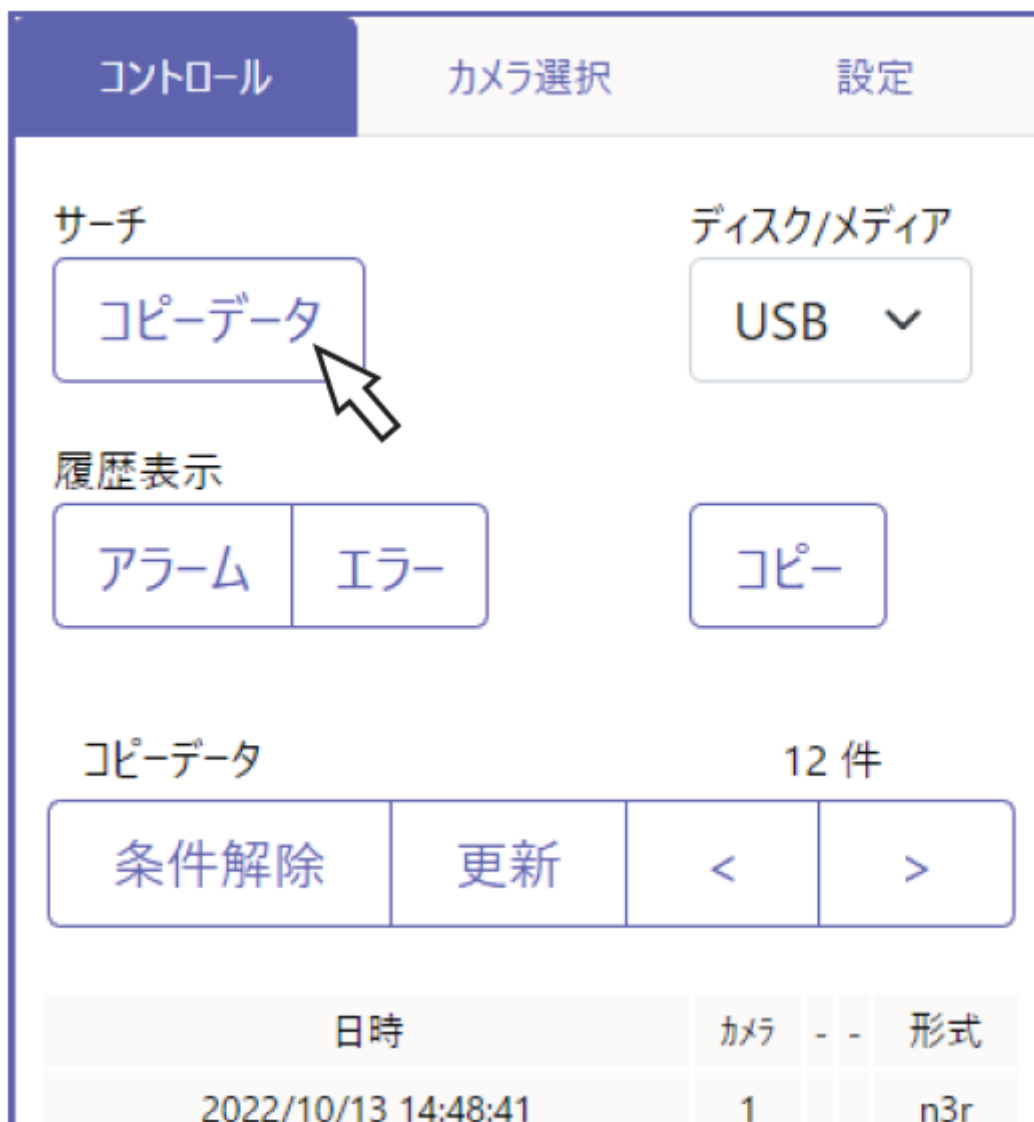 コントロール カメラ選択 設定
サーチ ディスク/メディア
コピーデータ USB
履歴表示
アラーム エラー コピー
コピーデータ 12 件
条件解除 更新 < >
日時 カメラ - - 形式
2022/10/13 14:48:41 1 n3r